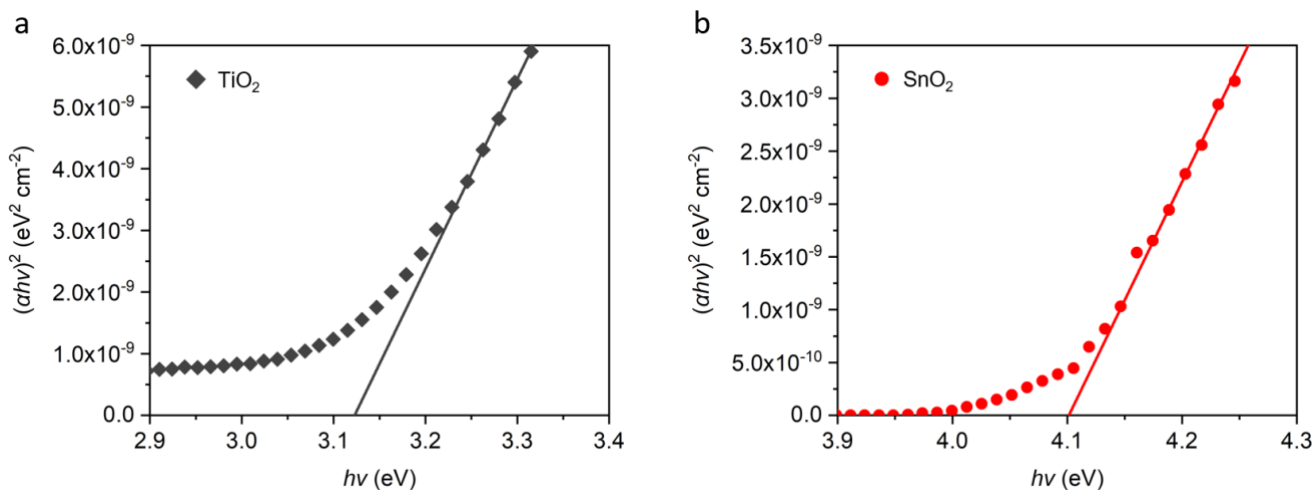 a
6.0x10⁻⁹
5.0x10⁻⁹
4.0x10⁻⁹
3.0x10⁻⁹
2.0x10⁻⁹
1.0x10⁻⁹
0.0
(αhν)² (eV² cm⁻²)
TiO₂
2.9 3.0 3.1 3.2 3.3 3.4
hν (eV)
b
3.5x10⁻⁹
3.0x10⁻⁹
2.5x10⁻⁹
2.0x10⁻⁹
1.5x10⁻⁹
1.0x10⁻⁹
5.0x10⁻¹⁰
0.0
(αhν)² (eV² cm⁻²)
SnO₂
3.9 4.0 4.1 4.2 4.3
hν (eV)